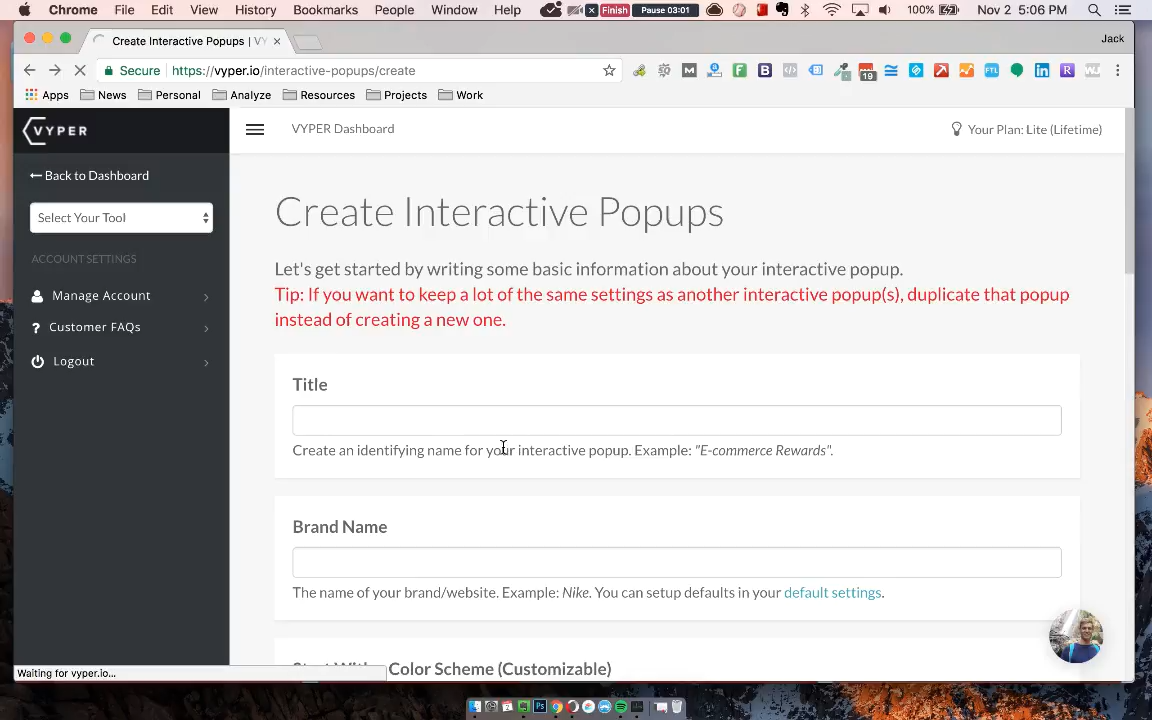 Chrome File Edit View History Bookmarks People Window Help Finish Pause 03:01 100% Nov 2 5:06 PM
Create Interactive Popups | VY
Jack
Secure https://vyper.io/interactive-popups/create
19 FTL
Apps News Personal Analyze Resources Projects Work
VYPER
VYPER Dashboard
Your Plan: Lite (Lifetime)
Back to Dashboard
Select Your Tool
ACCOUNT SETTINGS
Manage Account
Customer FAQs
Logout
Create Interactive Popups
Let's get started by writing some basic information about your interactive popup.
Tip: If you want to keep a lot of the same settings as another interactive popup(s), duplicate that popup
instead of creating a new one.
Title
Create an identifying name for your interactive popup. Example: "E-commerce Rewards".
Brand Name
The name of your brand/website. Example: Nike. You can setup defaults in your default settings.
Color Scheme (Customizable)
Waiting for vyper.io...